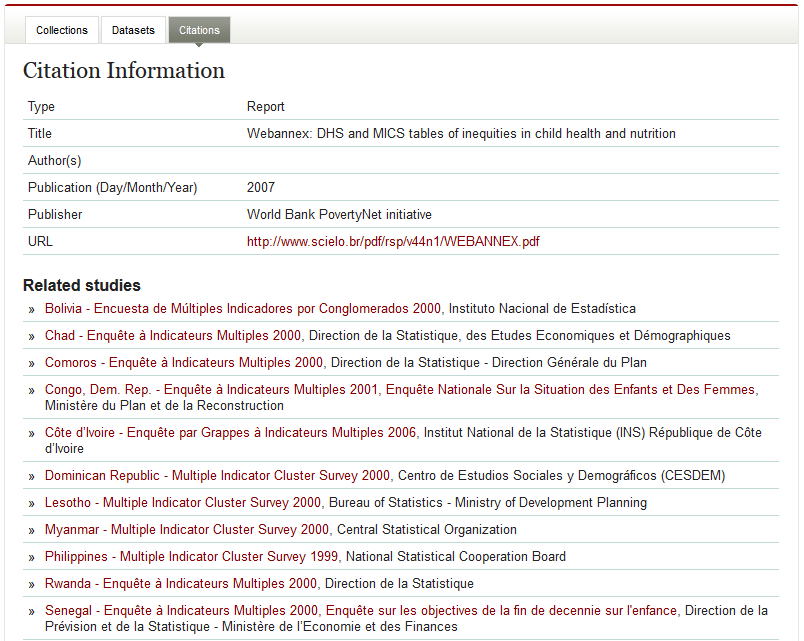 Collections Datasets Citations
Citation Information
Type Report
Title Webannex: DHS and MICS tables of inequities in child health and nutrition
Author(s)
Publication (Day/Month/Year) 2007
Publisher World Bank PovertyNet initiative
URL http://www.scielo.br/pdf/rsp/v44n1/WEBANNEX.pdf
Related studies
» Bolivia - Encuesta de Múltiples Indicadores por Conglomerados 2000, Instituto Nacional de Estadística
» Chad - Enquête à Indicateurs Multiples 2000, Direction de la Statistique, des Etudes Economiques et Démographiques
» Comoros - Enquête à Indicateurs Multiples 2000, Direction de la Statistique - Direction Générale du Plan
» Congo, Dem. Rep. - Enquête à Indicateurs Multiples 2001, Enquête Nationale Sur la Situation des Enfants et Des Femmes,
Ministère du Plan et de la Reconstruction
» Côte d'Ivoire - Enquête par Grappes à Indicateurs Multiples 2006, Institut National de la Statistique (INS) République de Côte
d'Ivoire
» Dominican Republic - Multiple Indicator Cluster Survey 2000, Centro de Estudios Sociales y Demográficos (CESDEM)
» Lesotho - Multiple Indicator Cluster Survey 2000, Bureau of Statistics - Ministry of Development Planning
» Myanmar - Multiple Indicator Cluster Survey 2000, Central Statistical Organization
» Philippines - Multiple Indicator Cluster Survey 1999, National Statistical Cooperation Board
» Rwanda - Enquête à Indicateurs Multiples 2000, Direction de la Statistique
» Senegal - Enquête à Indicateurs Multiples 2000, Enquête sur les objectives de la fin de decennie sur l'enfance, Direction de la
Prévision et de la Statistique - Ministère de l'Economie et des Finances